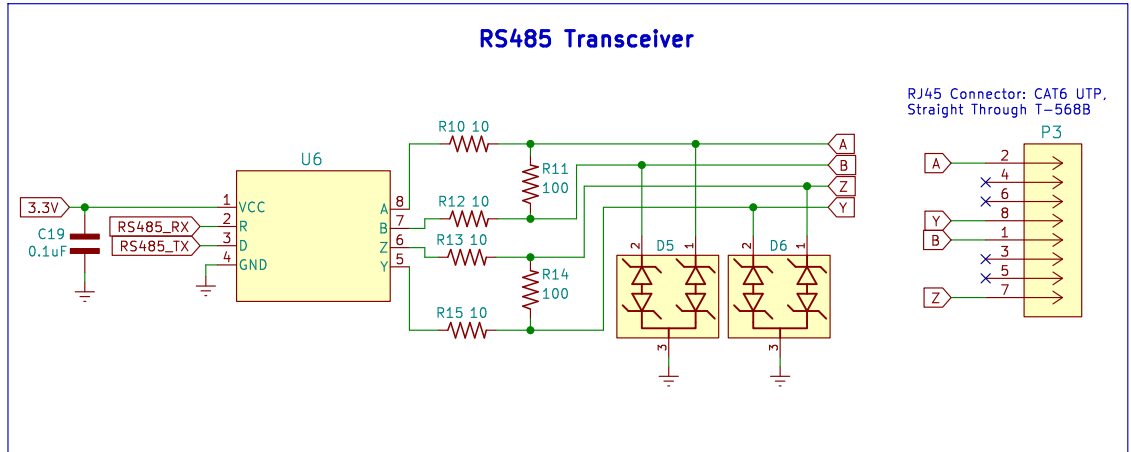 RS485 Transceiver
RJ45 Connector: CAT6 UTP,
Straight Through T-568B
P3
R10 10
A
U6
B
R11
100
Z
3.3V
1
VCC
A
8
R12 10
Y
RS485_RX
2
R
B
7
C19
0.1uF
RS485_TX
3
D
Z
6
R13 10
4
GND
Y
5
R14
100
R15 10
D5
2
1
3
D6
2
1
3
A
2
4
6
Y
8
B
1
3
5
Z
7